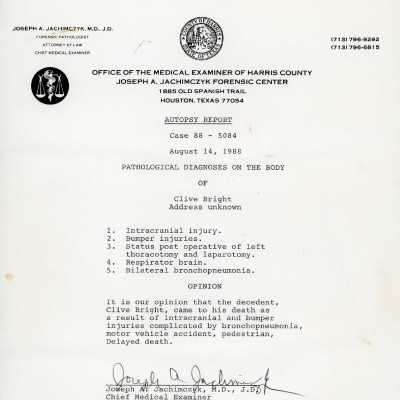 JOSEPH A. JACHIMCZYK, M.D., J.D.
FORENSIC PATHOLOGIST
ATTORNEY AT LAW
CHIEF MEDICAL EXAMINER
COUNTY OF HARRIS
(713) 796-9292
(713) 796-6815
OFFICE OF THE MEDICAL EXAMINER OF HARRIS COUNTY
JOSEPH A. JACHIMCZYK FORENSIC CENTER
1885 OLD SPANISH TRAIL
HOUSTON, TEXAS 77054
AUTOPSY REPORT
Case 88 - 5084
August 14, 1988
PATHOLOGICAL DIAGNOSES ON THE BODY
OF
Clive Bright
Address unknown
1. Intracranial injury.
2. Bumper injuries.
3. Status post operative of left
thoracotomy and laparotomy.
4. Respirator brain.
5. Bilateral bronchopneumonia.
OPINION
It is our opinion that the decedent,
Clive Bright, came to his death as
a result of intracranial and bumper
injuries complicated by bronchopneumonia,
motor vehicle accident, pedestrian,
Delayed death.
Joseph A Jachimczyk
Joseph A. Jachimczyk, M.D., J.D.
Chief Medical Examiner